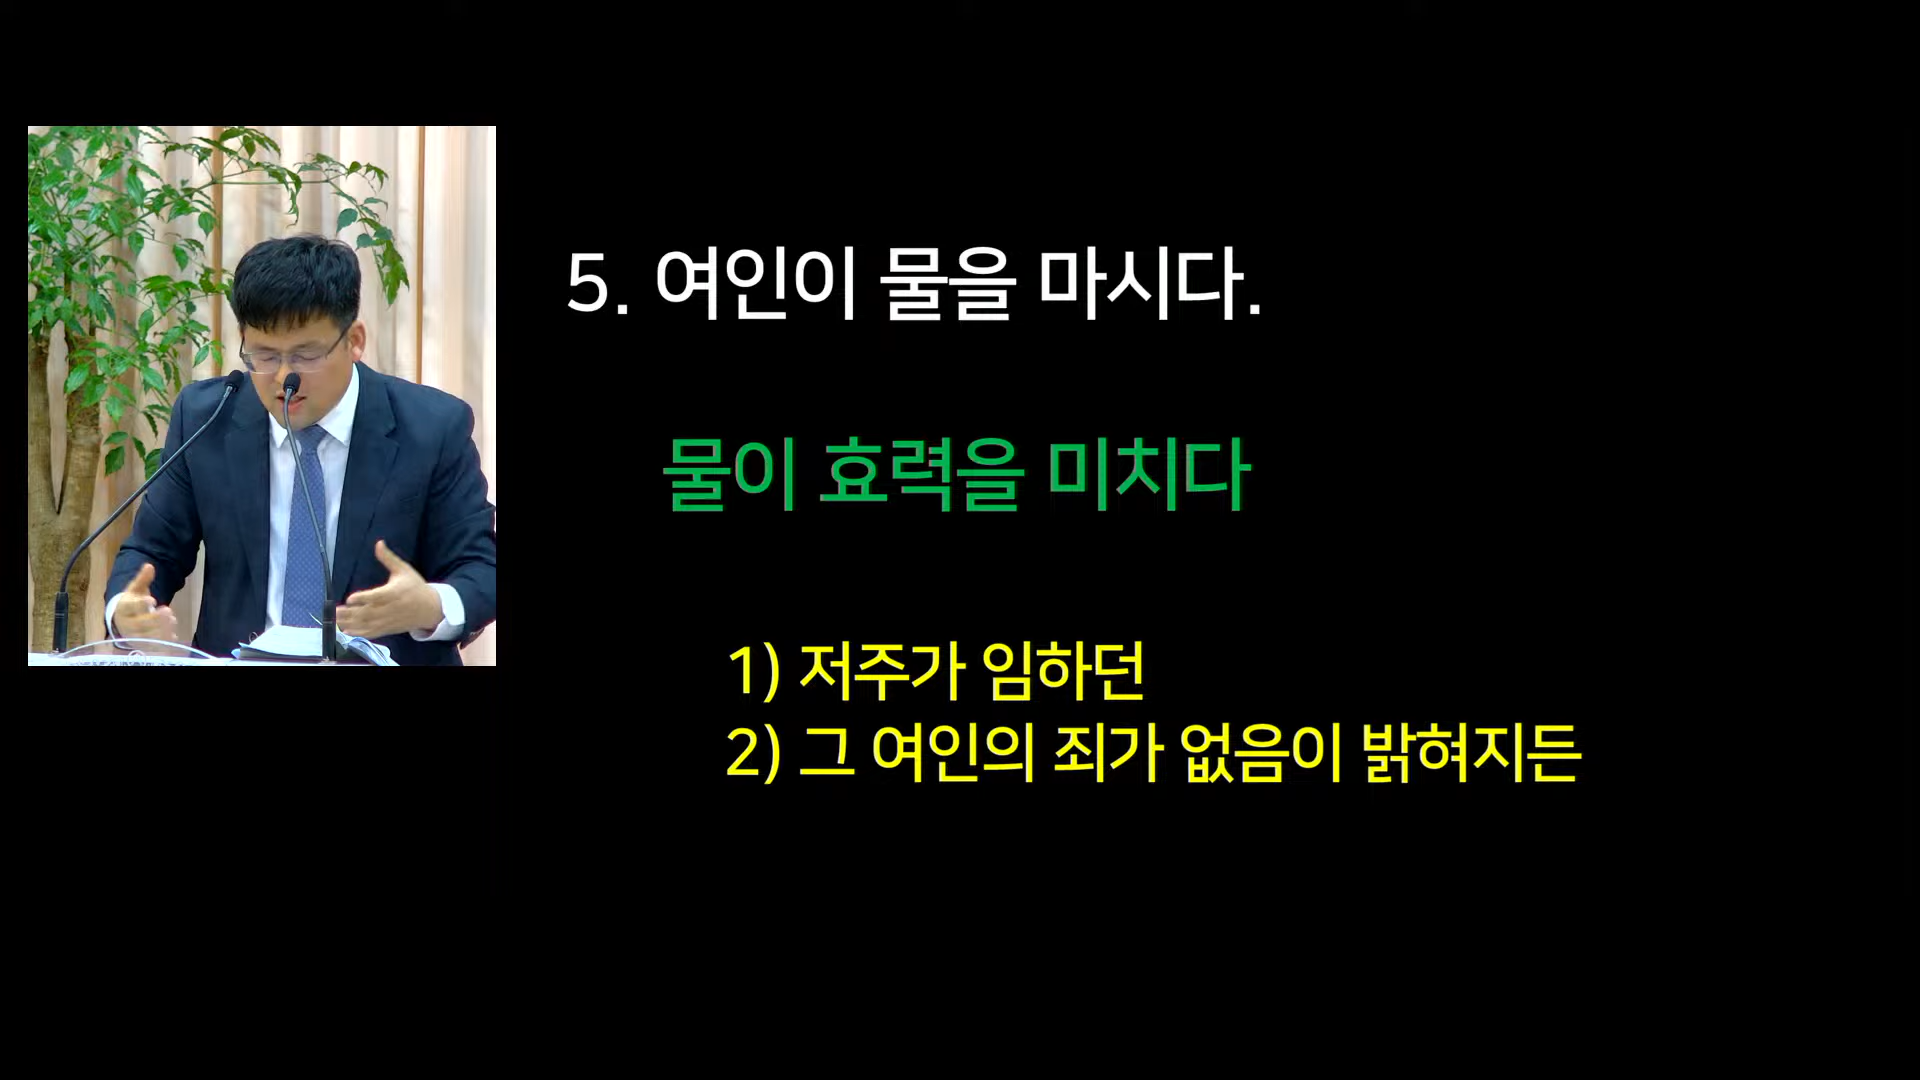 5. 여인이 물을 마시다.
물이 효력을 미치다
1) 저주가 임하던
2) 그 여인의 죄가 없음이 밝혀지든